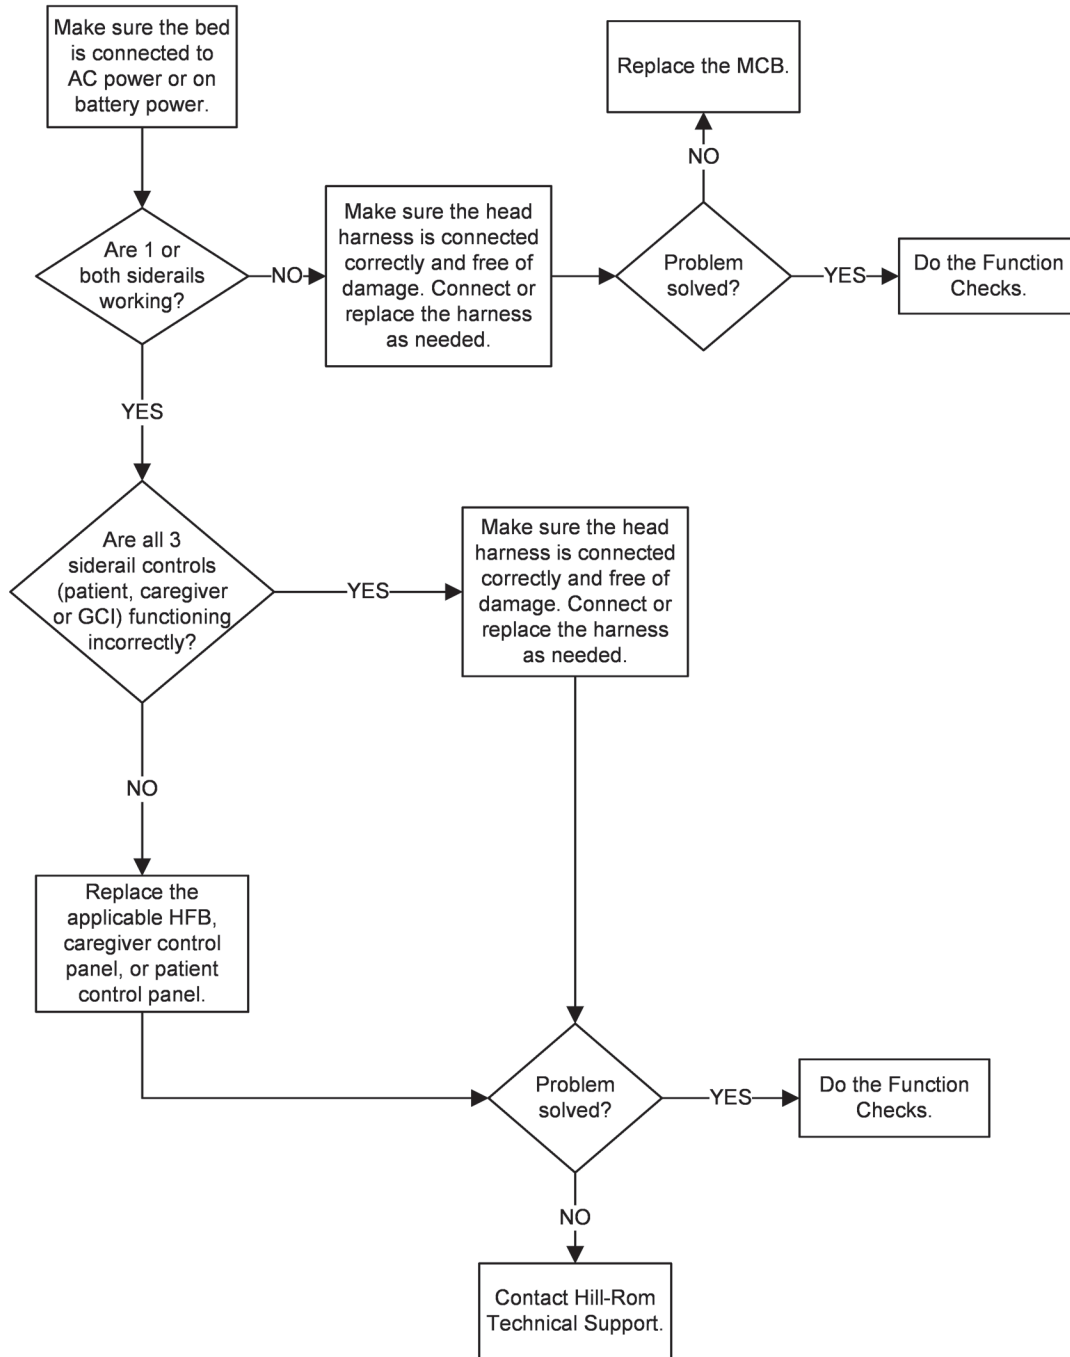 Make sure the bed
is connected to
AC power or on
battery power.
Are 1 or
both siderails
working?
NO
Make sure the head
harness is connected
correctly and free of
damage. Connect or
replace the harness
as needed.
Problem
solved?
NO
Replace the MCB.
YES
Do the Function
Checks.
YES
Are all 3
siderail controls
(patient, caregiver
or GCI) functioning
incorrectly?
YES
Make sure the head
harness is connected
correctly and free of
damage. Connect or
replace the harness
as needed.
NO
Replace the
applicable HFB,
caregiver control
panel, or patient
control panel.
Problem
solved?
YES
Do the Function
Checks.
NO
Contact Hill-Rom
Technical Support.